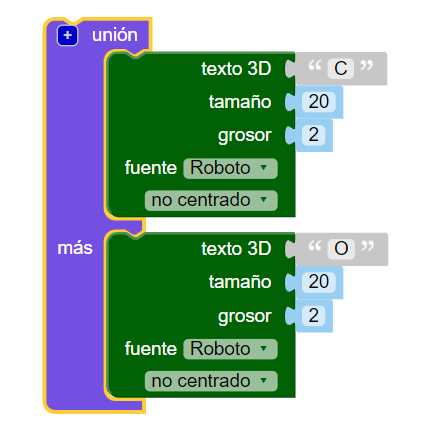 + unión
texto 3D “ C ”
tamaño 20
grosor 2
fuente Roboto
no centrado
más texto 3D “ O ”
tamaño 20
grosor 2
fuente Roboto
no centrado